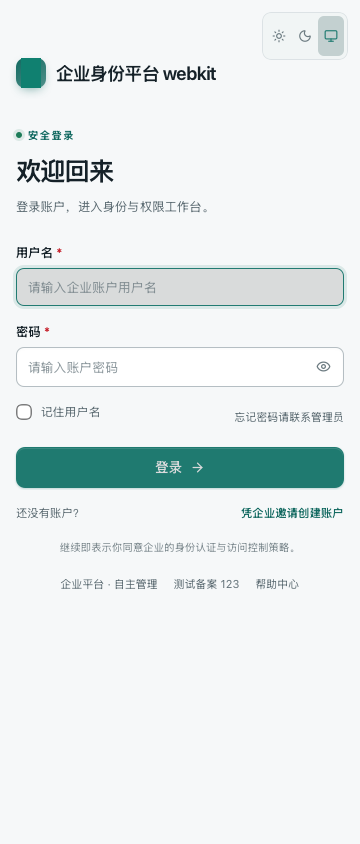 企业身份平台 webkit
安全登录
欢迎回来
登录账户，进入身份与权限工作台。
用户名 *
请输入企业账户用户名
密码 *
请输入账户密码
记住用户名
忘记密码请联系管理员
登录
还没有账户?
凭企业邀请创建账户
继续即表示你同意企业的身份认证与访问控制策略。
企业平台 · 自主管理 测试备案 123 帮助中心